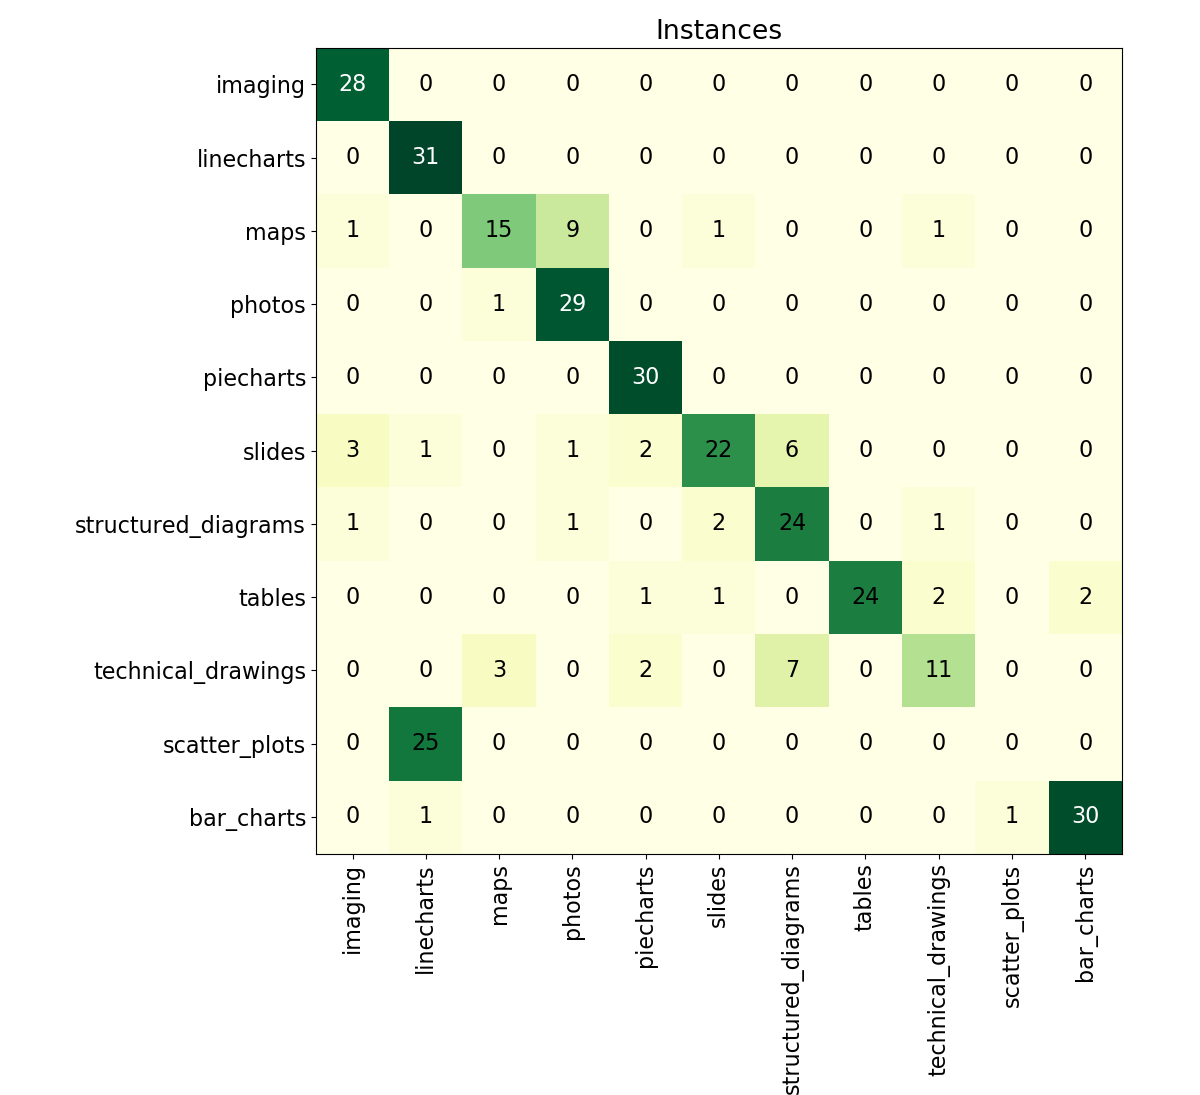 Instances
imaging 28 0 0 0 0 0 0 0 0 0 0
linecharts 0 31 0 0 0 0 0 0 0 0 0
maps 1 0 15 9 0 1 0 0 1 0 0
photos 0 0 1 29 0 0 0 0 0 0 0
piecharts 0 0 0 0 30 0 0 0 0 0 0
slides 3 1 0 1 2 22 6 0 0 0 0
structured_diagrams 1 0 0 1 0 2 24 0 1 0 0
tables 0 0 0 0 1 1 0 24 2 0 2
technical_drawings 0 0 3 0 2 0 7 0 11 0 0
scatter_plots 0 25 0 0 0 0 0 0 0 0 0
bar_charts 0 1 0 0 0 0 0 0 0 1 30
imaging
linecharts
maps
photos
piecharts
slides
structured_diagrams
tables
technical_drawings
scatter_plots
bar_charts